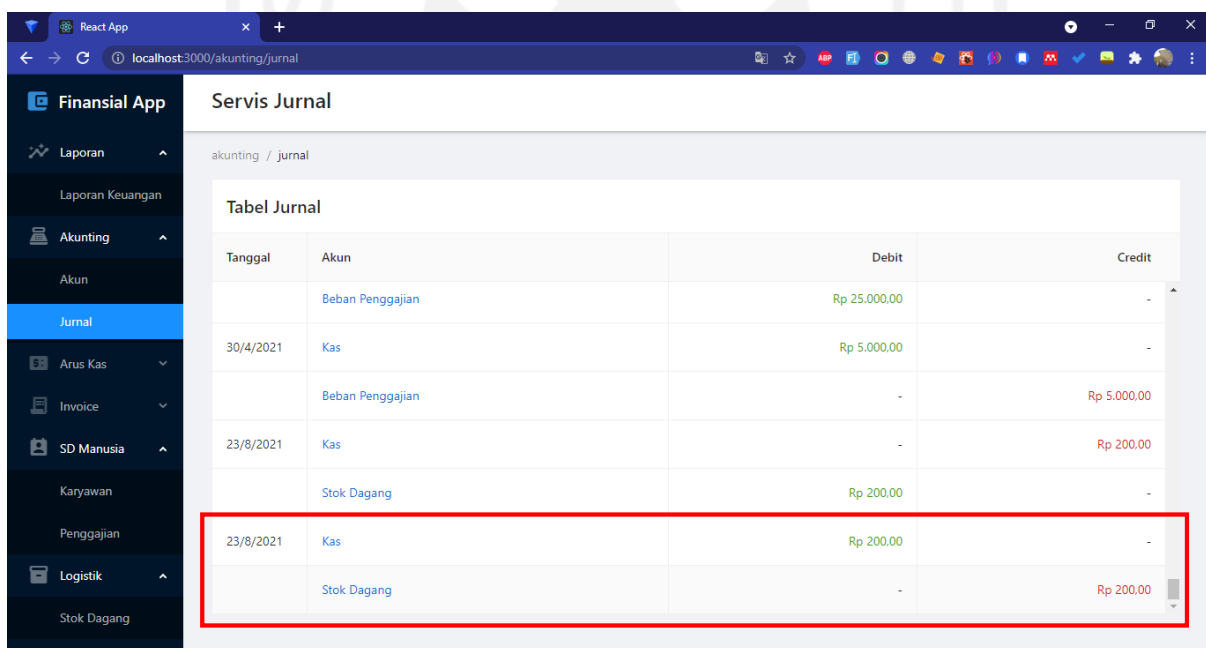 React App
localhost:3000/akunting/jurnal
ABP
Finansial App
Servis Jurnal
Laporan
akunting / jurnal
Laporan Keuangan
Tabel Jurnal
Akunting
Tanggal Akun Debit Credit
Akun
Beban Penggajian Rp 25.000,00 -
Jurnal
30/4/2021 Kas Rp 5.000,00 -
Arus Kas
Beban Penggajian - Rp 5.000,00
Invoice
23/8/2021 Kas - Rp 200,00
SD Manusia
Karyawan
Stok Dagang Rp 200,00 -
Penggajian
23/8/2021 Kas Rp 200,00 -
Logistik
Stok Dagang - Rp 200,00
Stok Dagang